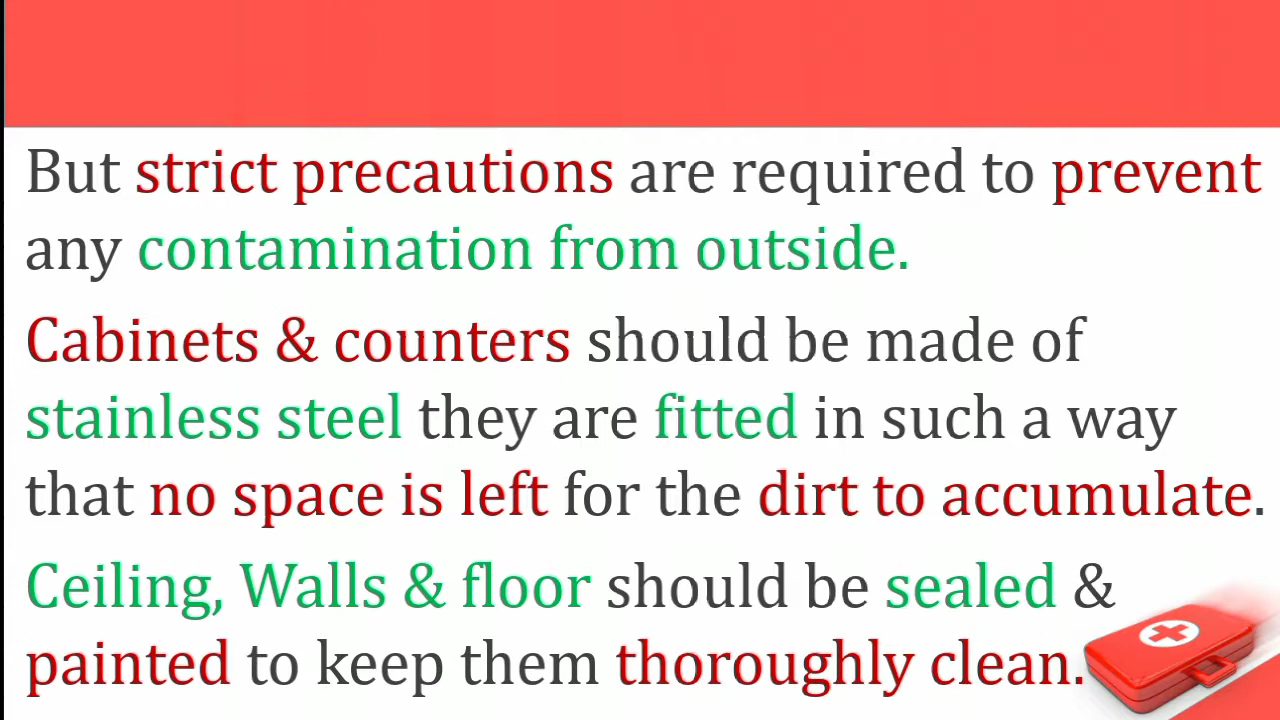 But strict precautions are required to prevent
any contamination from outside.
Cabinets & counters should be made of
stainless steel they are fitted in such a way
that no space is left for the dirt to accumulate.
Ceiling, Walls & floor should be sealed &
painted to keep them thoroughly clean.